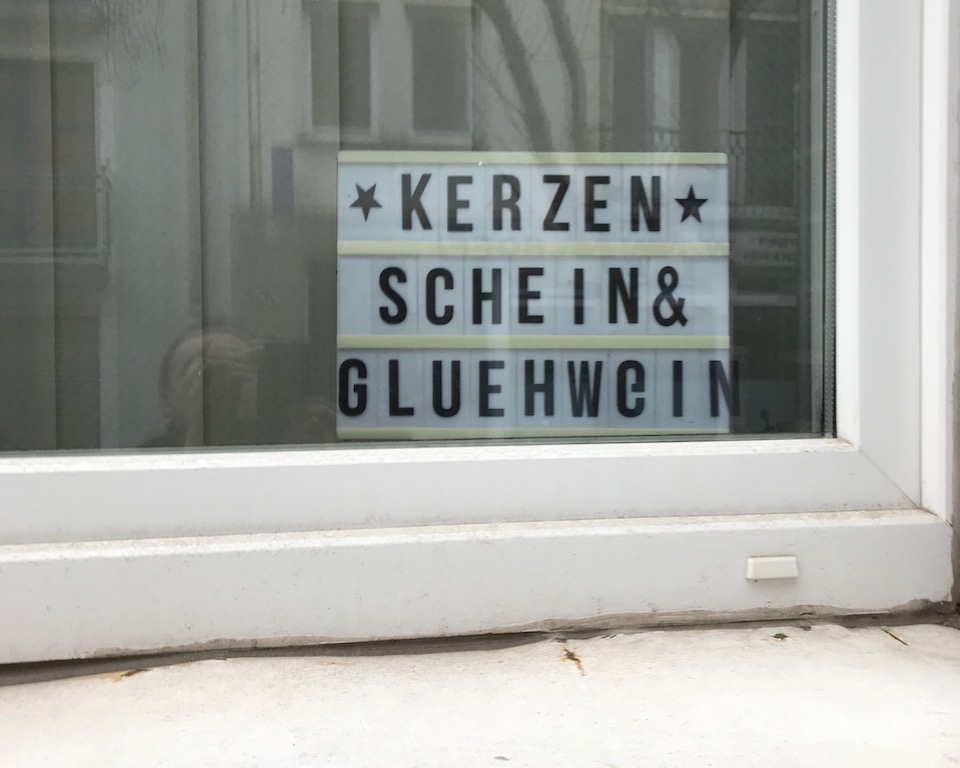 ★ KERZEN ★
SCHEIN&
GLUEHWeIN